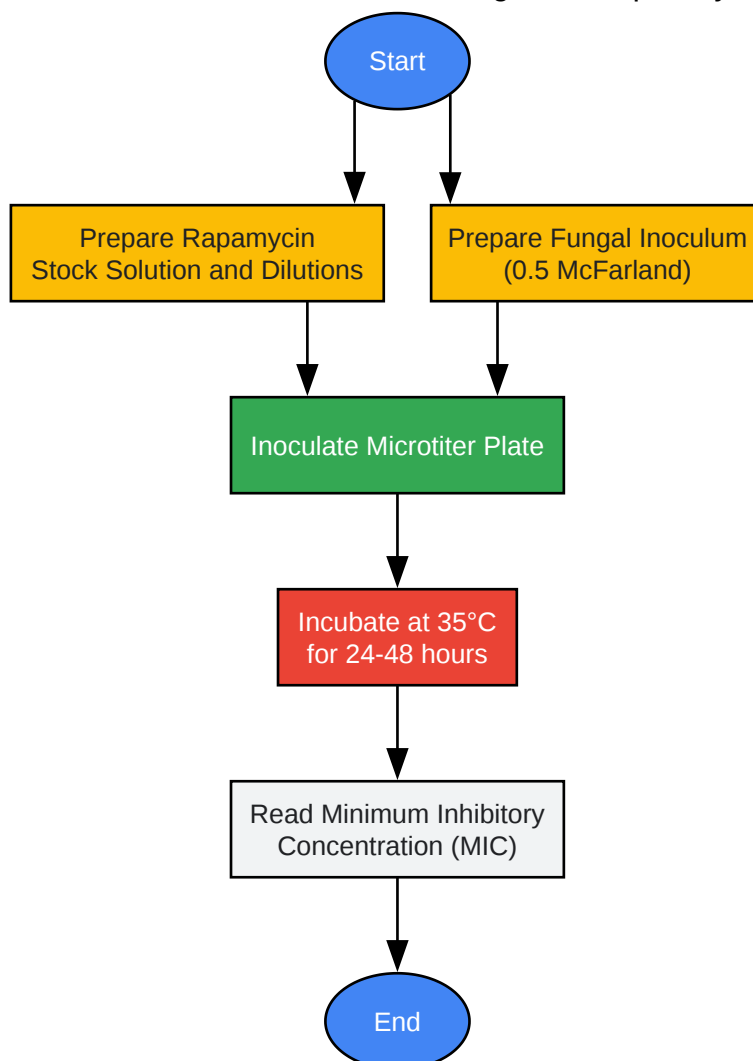 Start
Prepare Rapamycin
Stock Solution and Dilutions
Prepare Fungal Inoculum
(0.5 McFarland)
Inoculate Microtiter Plate
Incubate at 35°C
for 24-48 hours
Read Minimum Inhibitory
Concentration (MIC)
End